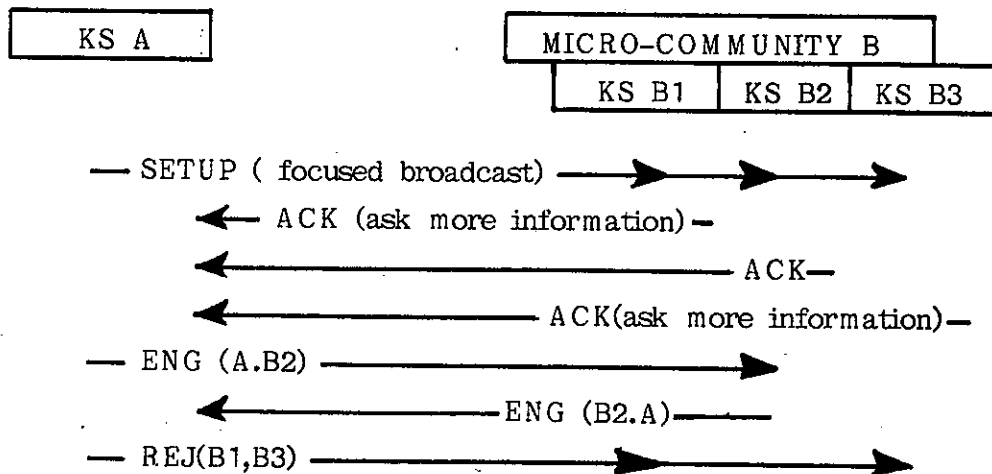 KS A
MICRO-COMMUNITY B
KS B1 KS B2 KS B3
SETUP ( focused broadcast)
ACK (ask more information)
ACK
ACK(ask more information)
ENG (A.B2)
ENG (B2.A)
REJ(B1,B3)